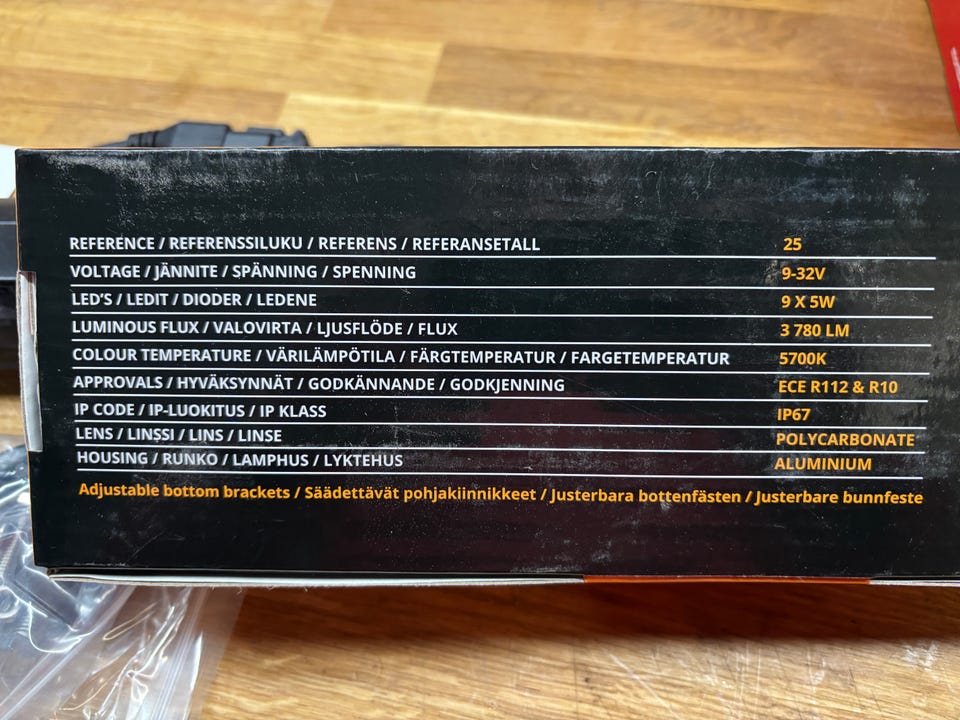 REFERENCE / REFERENSSILUKU / REFERENS / REFERANSETALL 25
VOLTAGE / JÄNNITE / SPÄNNING / SPENNING 9-32V
LED'S / LEDIT / DIODER / LEDENE 9 X 5W
LUMINOUS FLUX / VALOVIRTA / LJUSFLÖDE / FLUX 3 780 LM
COLOUR TEMPERATURE / VÄRILÄMPÖTILA / FÄRGTEMPERATUR / FARGETEMPERATUR 5700K
APPROVALS / HYVÄKSYNNÄT / GODKÄNNANDE / GODKJENNING ECE R112 & R10
IP CODE / IP-LUOKITUS / IP KLASS IP67
LENS / LINSSI / LINS / LINSE POLYCARBONATE
HOUSING / RUNKO / LAMPHUS / LYKTEHUS ALUMINIUM
Adjustable bottom brackets / Säädettävät pohjakiinnikkeet / Justerbara bottenfästen / Justerbare bunnfeste